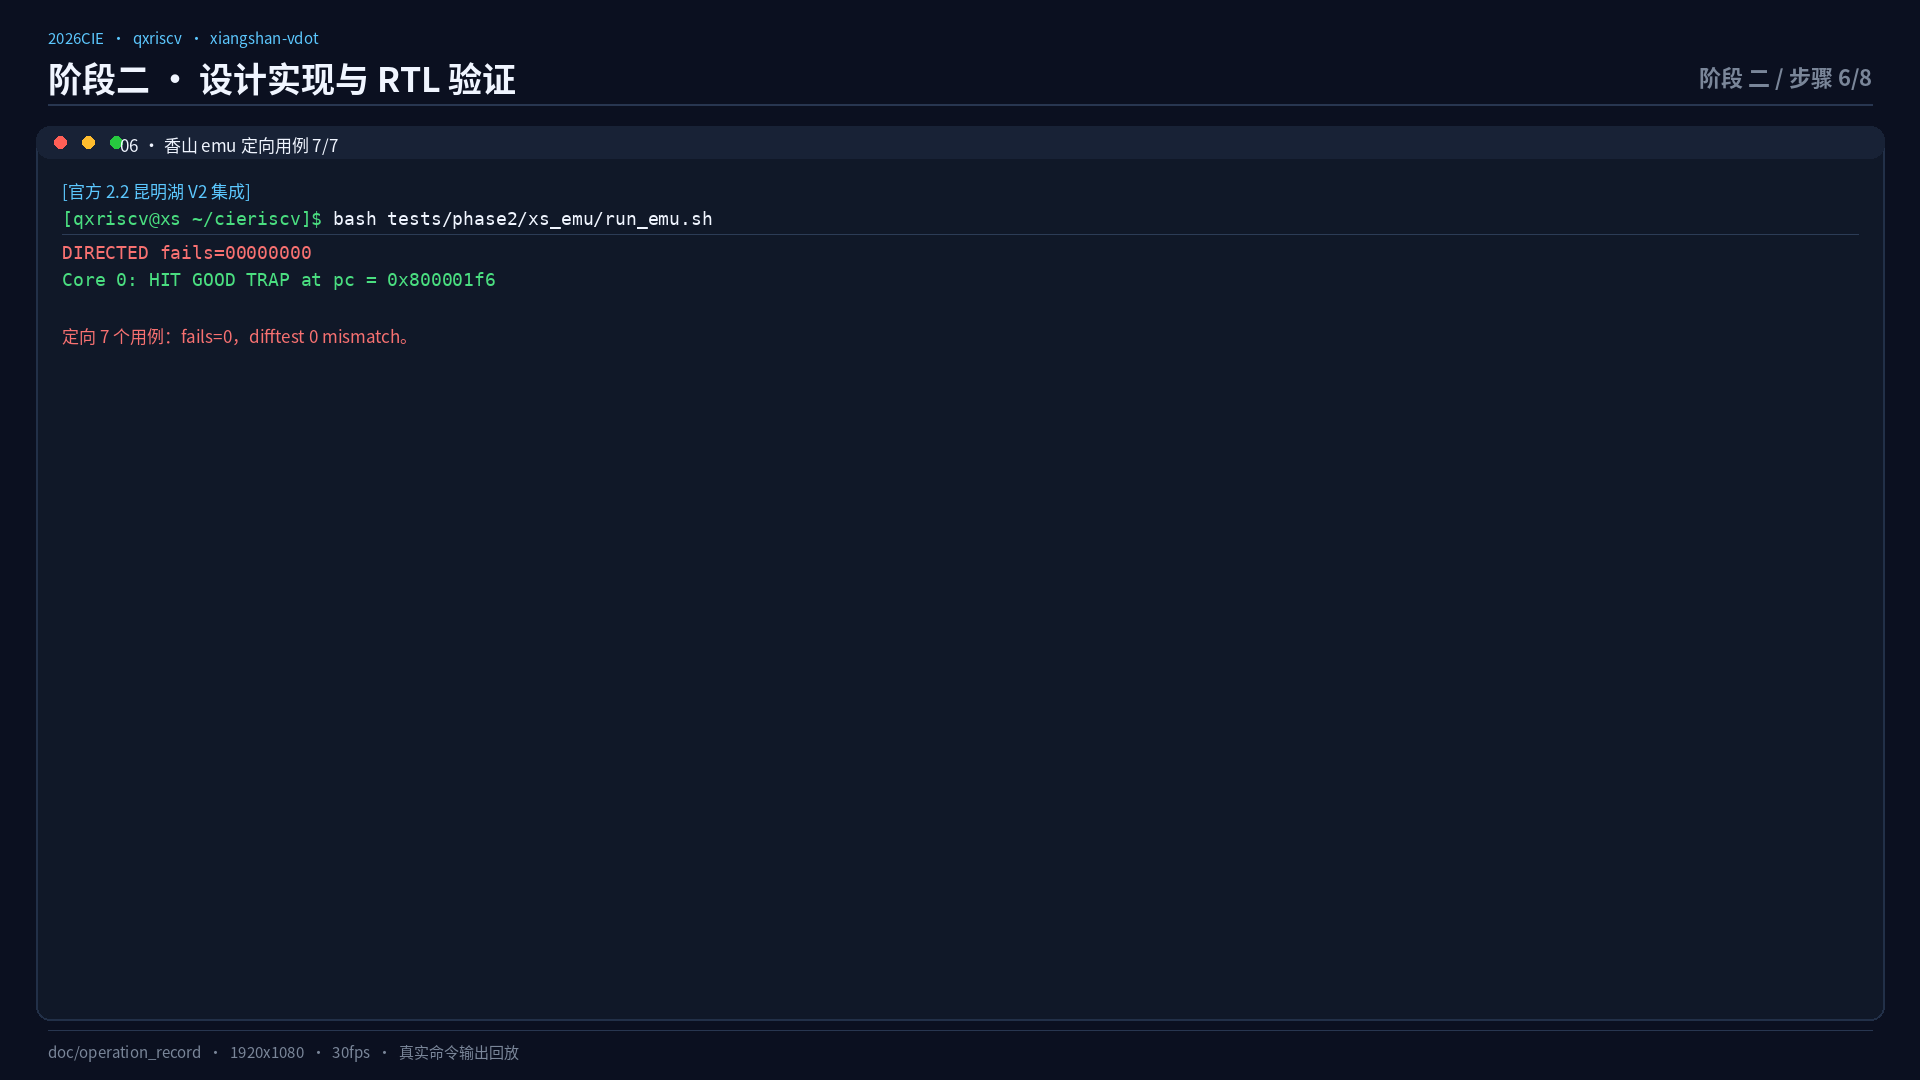 2026CIE · qxriscv · xiangshan-vdot
阶段二 · 设计实现与 RTL 验证
阶段 二 / 步骤 6/8
06 · 香山 emu 定向用例 7/7
[官方 2.2 昆明湖 V2 集成]
[qxriscv@xs ~/cieriscv]$ bash tests/phase2/xs_emu/run_emu.sh
DIRECTED fails=00000000
Core 0: HIT GOOD TRAP at pc = 0x800001f6
定向 7 个用例：fails=0，difftest 0 mismatch。
doc/operation_record · 1920x1080 · 30fps · 真实命令输出回放